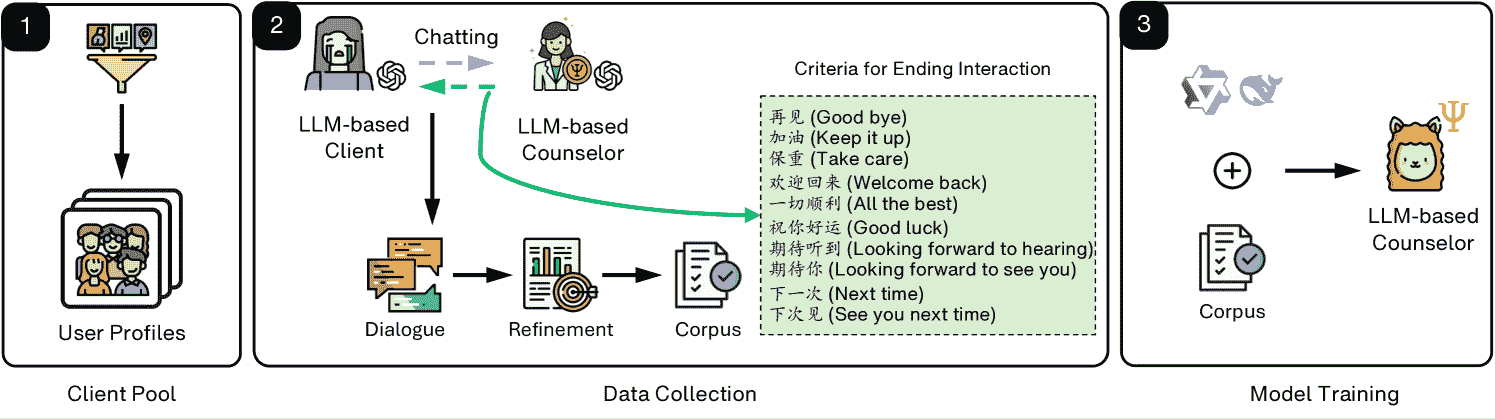 1
User Profiles
Client Pool
2
Chatting
LLM-based
Client
LLM-based
Counselor
Dialogue
Refinement
Corpus
Criteria for Ending Interaction
再见 (Good bye)
加油 (Keep it up)
保重 (Take care)
欢迎回来 (Welcome back)
一切顺利 (All the best)
祝你好运 (Good luck)
期待听到 (Looking forward to hearing)
期待你 (Looking forward to see you)
下一次 (Next time)
下次见 (See you next time)
Data Collection
3
Corpus
Ψ
LLM-based
Counselor
Model Training